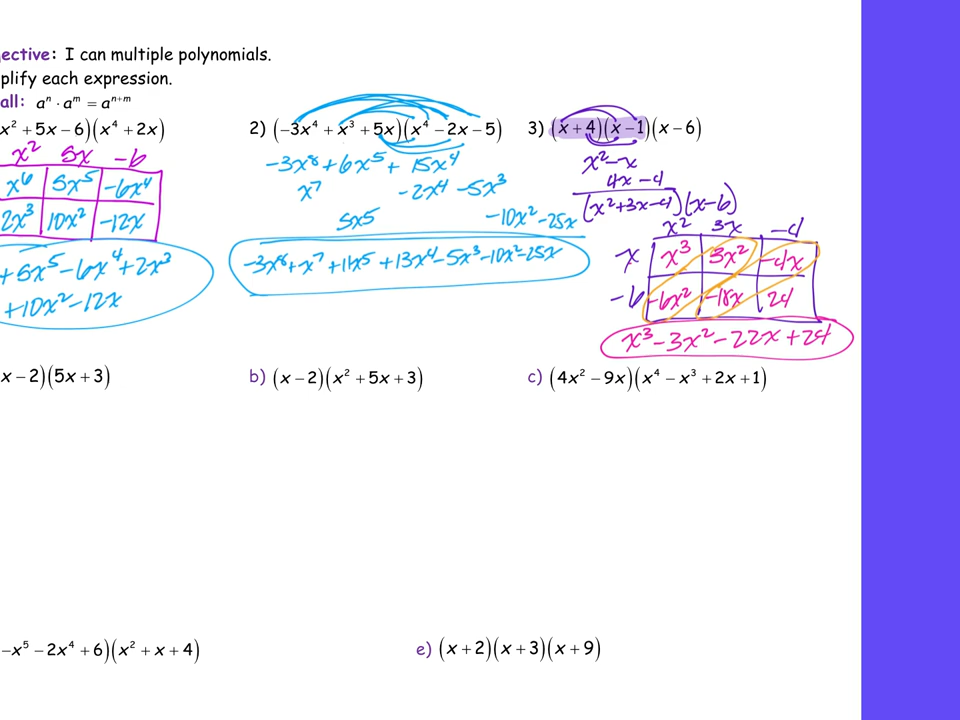 ective: I can multiple polynomials.
plify each expression.
all: aⁿ · aᵐ = aⁿ⁺ᵐ
x² + 5x − 6)(x⁴ + 2x)
x² 5x −6
x⁶ 5x⁵ −6x⁴
2x³ 10x² −12x
+5x⁵ − 6x⁴ + 2x³
+10x² − 12x
2) (−3x⁴ + x³ + 5x)(x⁴ − 2x − 5)
−3x⁸ + 6x⁵ + 15x⁴
x⁷ −2x⁴ −5x³
5x5 −10x² −25x
−3x⁸ + x⁷ + 11x⁵ + 13x⁴ − 5x³ − 10x² − 25x
3) (x + 4)(x − 1)(x − 6)
x² − x
4x − 4
(x² + 3x − 4)(x − 6)
x² 3x −4
x x³ 3x² −4x
−6 −6x² −18x 24
x³ − 3x² − 22x + 24
x − 2)(5x + 3)
b) (x − 2)(x² + 5x + 3)
c) (4x² − 9x)(x⁴ − x³ + 2x + 1)
−x⁵ − 2x⁴ + 6)(x² + x + 4)
e) (x + 2)(x + 3)(x + 9)